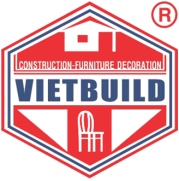 ®
CONSTRUCTION-FURNITURE DECORATION
VIETBUILD